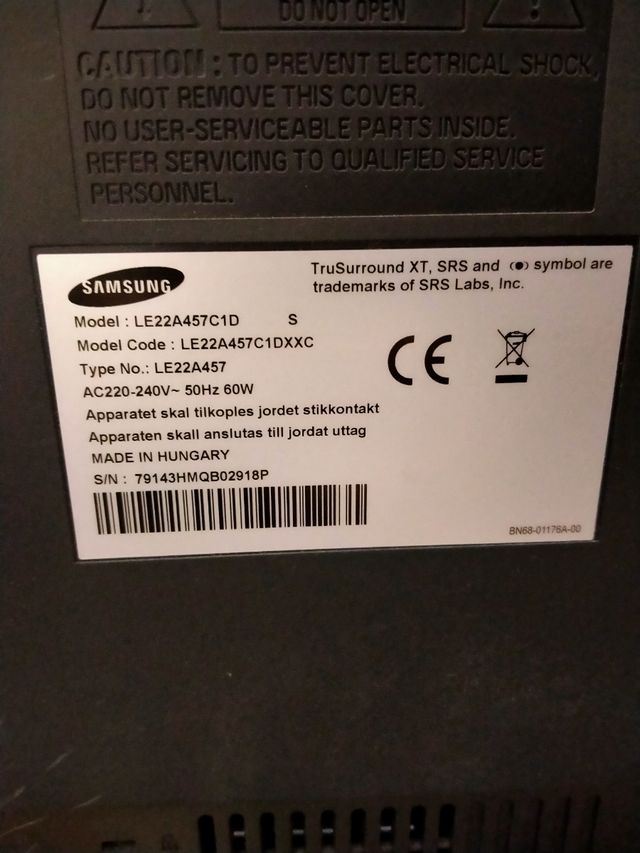 DO NOT OPEN
CAUTION : TO PREVENT ELECTRICAL SHOCK,
DO NOT REMOVE THIS COVER.
NO USER-SERVICEABLE PARTS INSIDE.
REFER SERVICING TO QUALIFIED SERVICE
PERSONNEL.
SAMSUNG
TruSurround XT, SRS and (●) symbol are
trademarks of SRS Labs, Inc.
Model : LE22A457C1D S
Model Code : LE22A457C1DXXC
Type No.: LE22A457
AC220-240V~ 50Hz 60W
Apparatet skal tilkoples jordet stikkontakt
Apparaten skall anslutas till jordat uttag
MADE IN HUNGARY
S/N : 79143HMQB02918P
CE
BN68-01176A-00